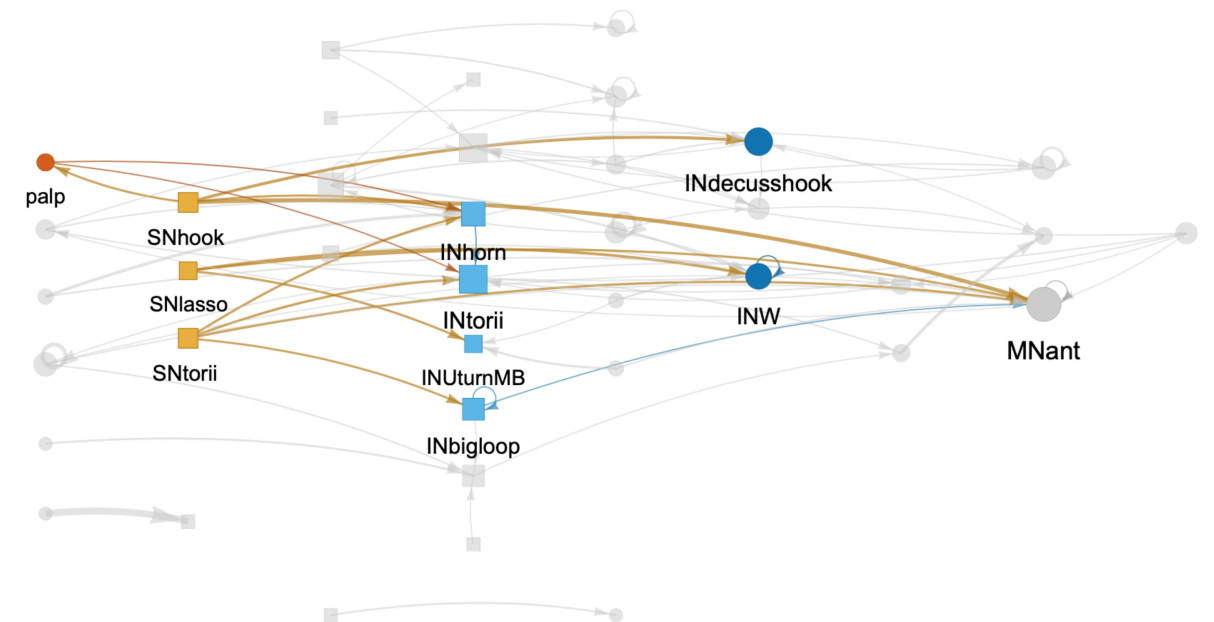 palp
SNhook
SNlasso
SNtorii
INhorn
INtorii
INUturnMB
INbigloop
INdecusshook
INW
MNant